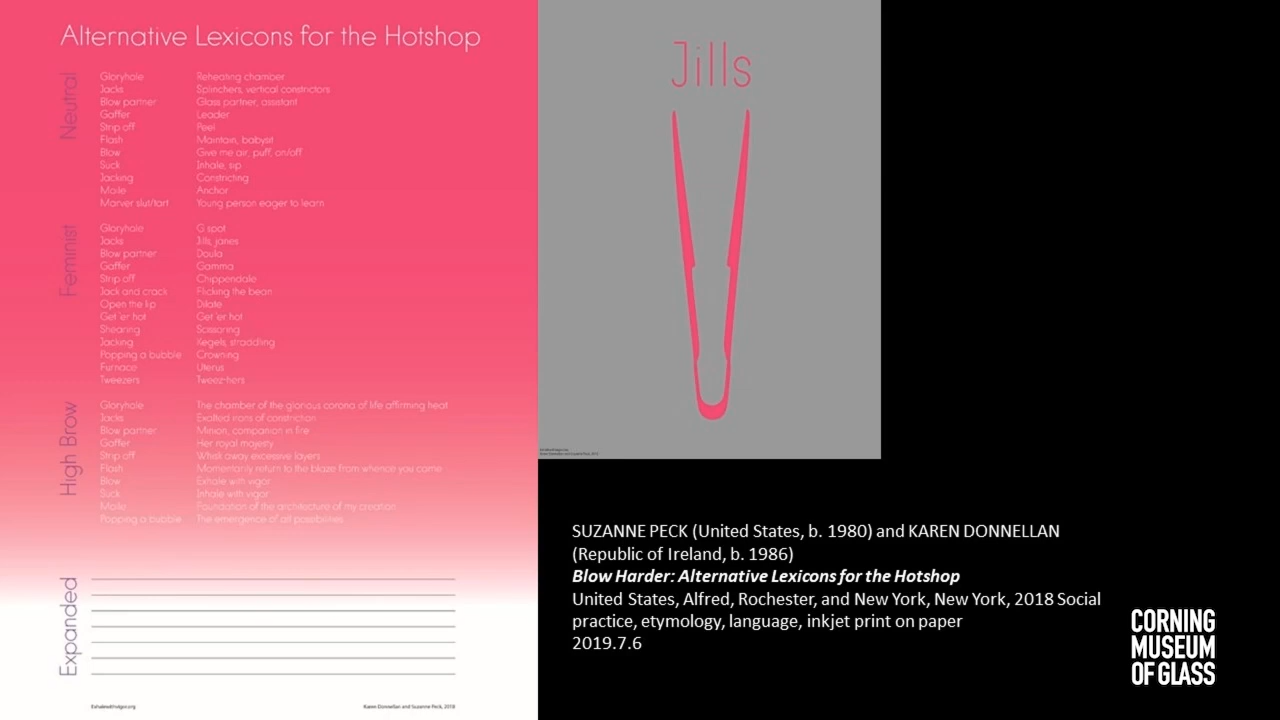 Alternative Lexicons for the Hotshop
Neutral
Gloryhole Reheating chamber
Jacks Splinchers, vertical constrictors
Blow partner Glass partner, assistant
Gaffer Leader
Strip off Peel
Flash Maintain, babysit
Blow Give me air, puff, on/off
Suck Inhale, sip
Jacking Constricting
Moile Anchor
Marver slut/tart Young person eager to learn
Feminist
Gloryhole G spot
Jacks Jills, janes
Blow partner Doula
Gaffer Gamma
Strip off Chippendale
Jack and crack Flicking the bean
Open the lip Dilate
Get 'er hot Get 'er hot
Shearing Scissoring
Jacking Kegels, straddling
Popping a bubble Crowning
Furnace Uterus
Tweezers Tweez-hers
High Brow
Gloryhole The chamber of the glorious corona of life affirming heat
Jacks Exalted irons of constriction
Blow partner Minion, companion in fire
Gaffer Her royal majesty
Strip off Whisk away excessive layers
Flash Momentarily return to the blaze from whence you came
Blow Exhale with vigor
Suck Inhale with vigor
Moile Foundation of the architecture of my creation
Popping a bubble The emergence of all possibilities
Expanded
Exhalewithvigor.org Karen Donnellan and Suzanne Peck, 2018
Jills
SUZANNE PECK (United States, b. 1980) and KAREN DONNELLAN
(Republic of Ireland, b. 1986)
Blow Harder: Alternative Lexicons for the Hotshop
United States, Alfred, Rochester, and New York, New York, 2018 Social
practice, etymology, language, inkjet print on paper
2019.7.6
CORNING
MUSEUM
OF GLASS